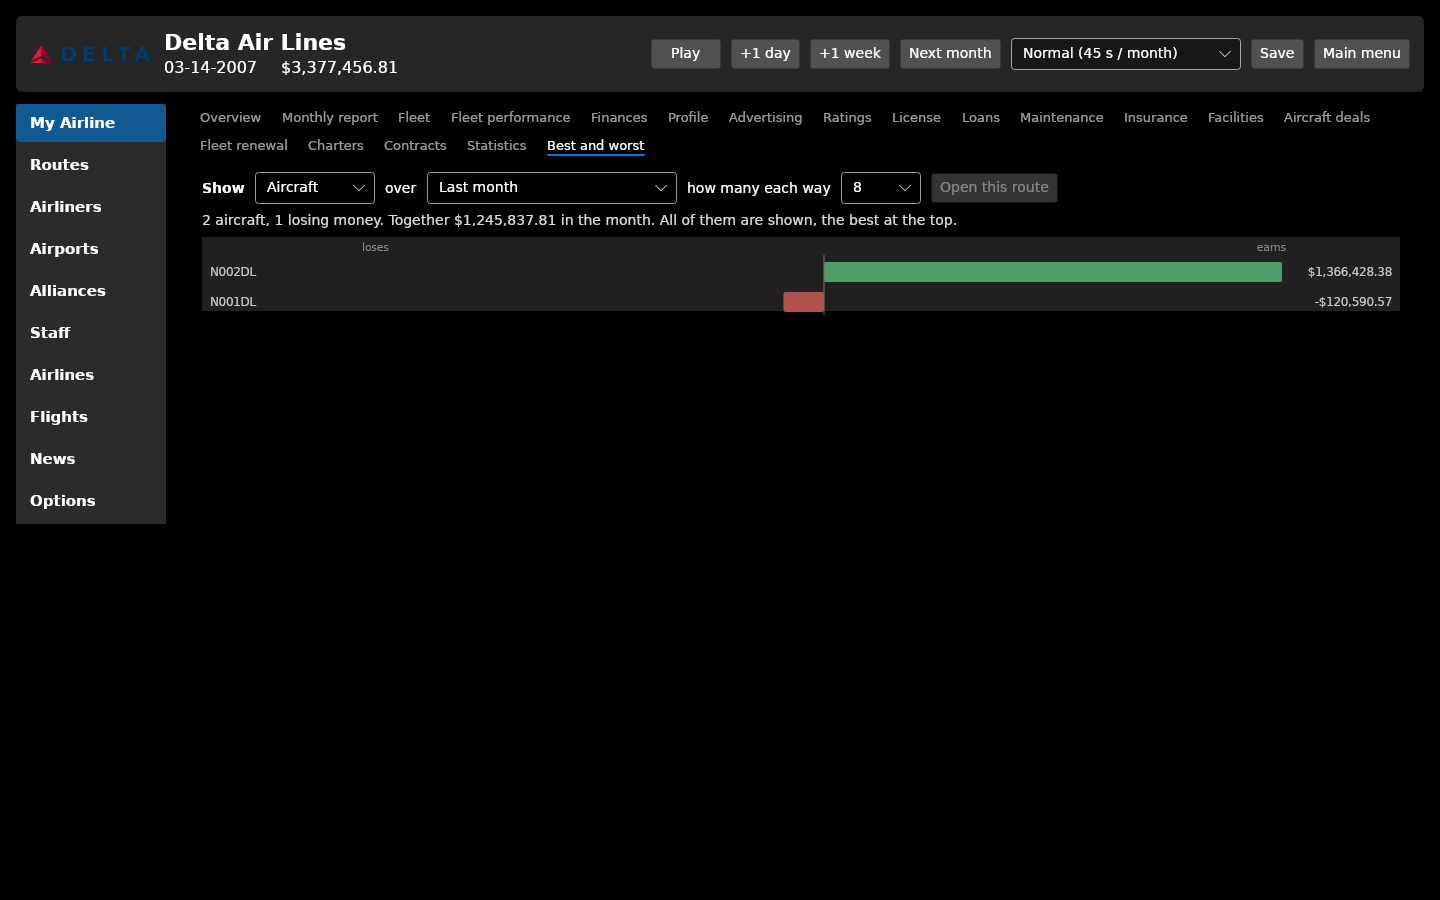 DELTA
Delta Air Lines
03-14-2007 $3,377,456.81
Play +1 day +1 week Next month Normal (45 s / month) Save Main menu
My Airline
Routes
Airliners
Airports
Alliances
Staff
Airlines
Flights
News
Options
Overview Monthly report Fleet Fleet performance Finances Profile Advertising Ratings License Loans Maintenance Insurance Facilities Aircraft deals
Fleet renewal Charters Contracts Statistics Best and worst
Show Aircraft over Last month how many each way 8 Open this route
2 aircraft, 1 losing money. Together $1,245,837.81 in the month. All of them are shown, the best at the top.
loses earns
N002DL $1,366,428.38
N001DL -$120,590.57